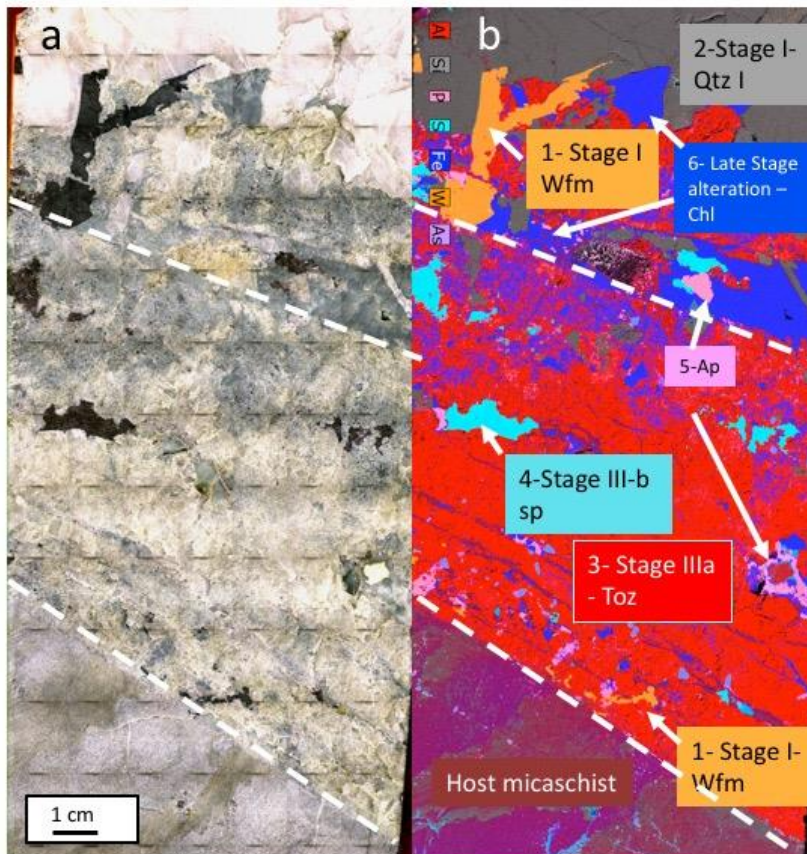 a
b
Al
Si
P
S
Fe
W
As
2-Stage I-
Qtz I
1- Stage I
Wfm
6- Late Stage
alteration –
Chl
5-Ap
4-Stage III-b
sp
3- Stage IIIa
- Toz
1- Stage I-
Wfm
Host micaschist
1 cm